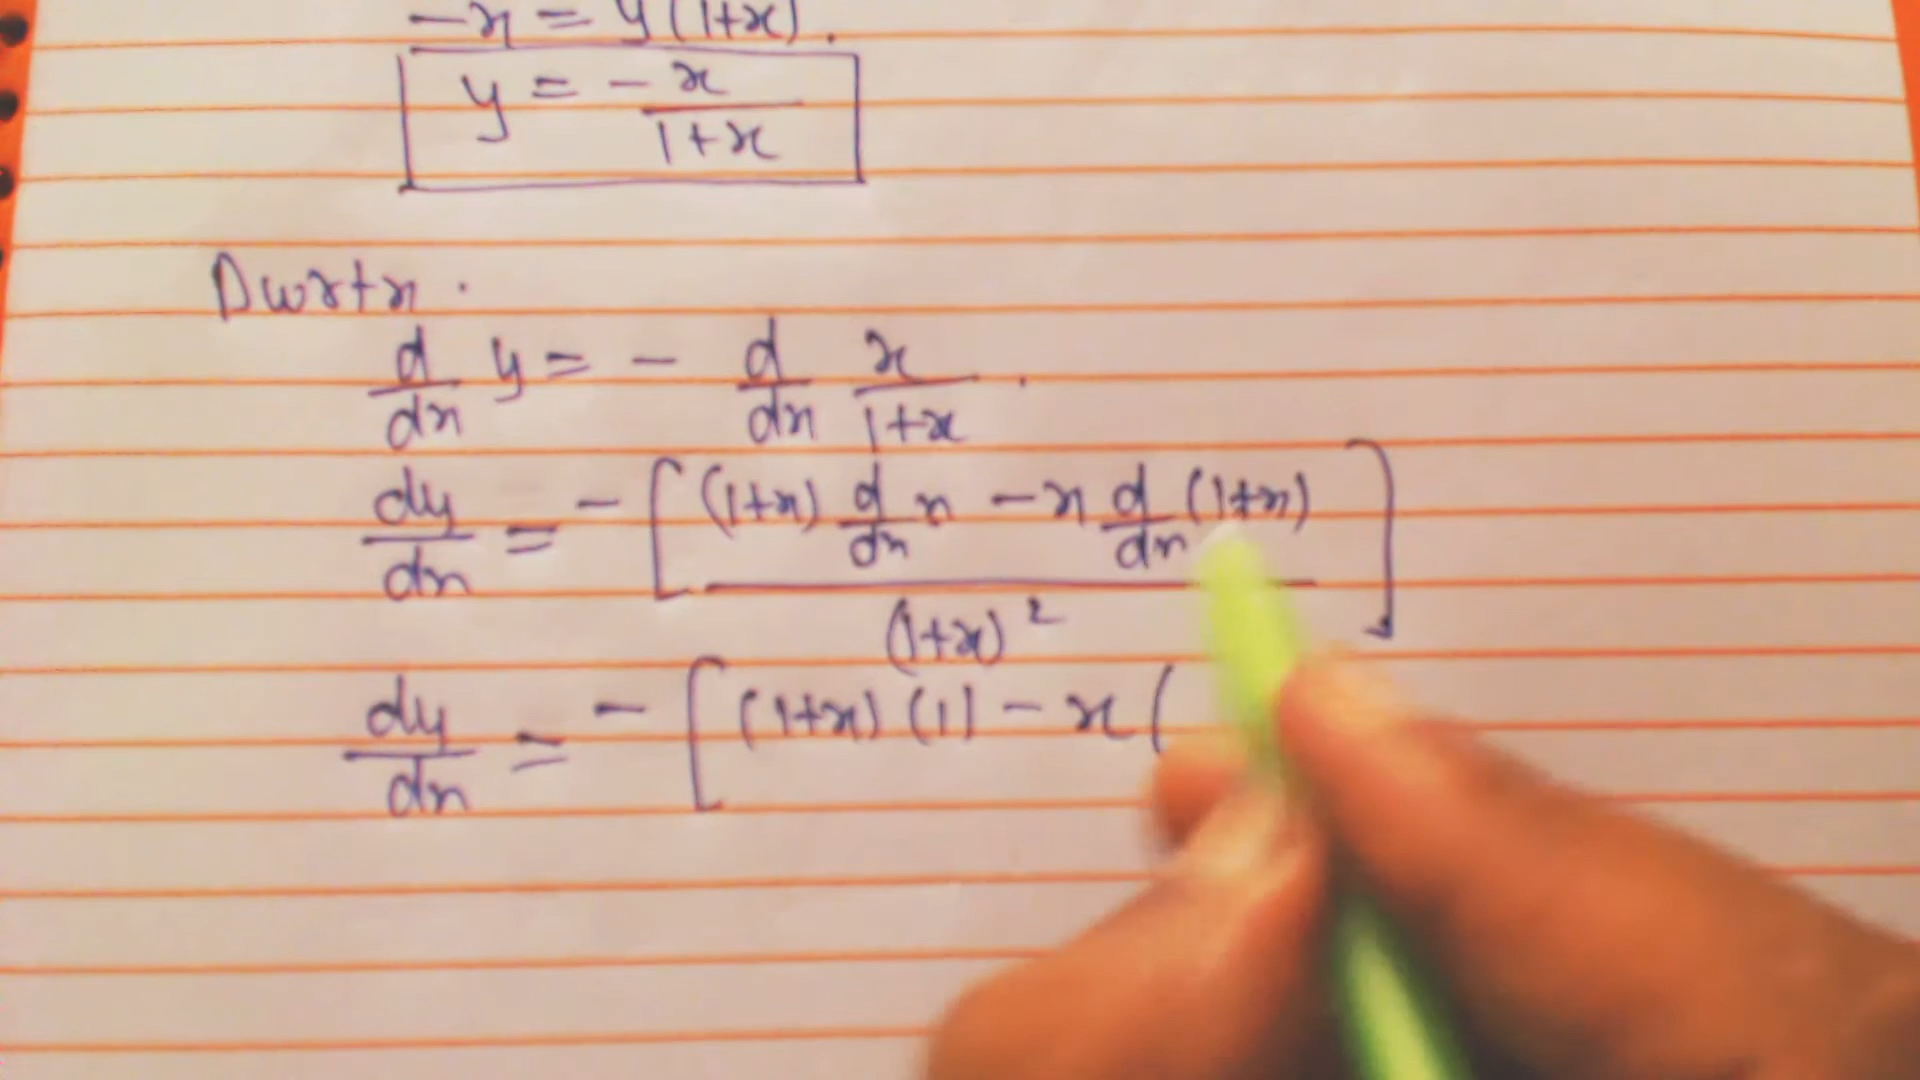 -x = y(1+x).
y = -x/(1+x)
Dwrtx.
d/dx y = - d/dx x/(1+x).
dy/dx = -[((1+x) d/dx x - x d/dx (1+x))/(1+x)²]
dy/dx = -[(1+x)(1) - x(